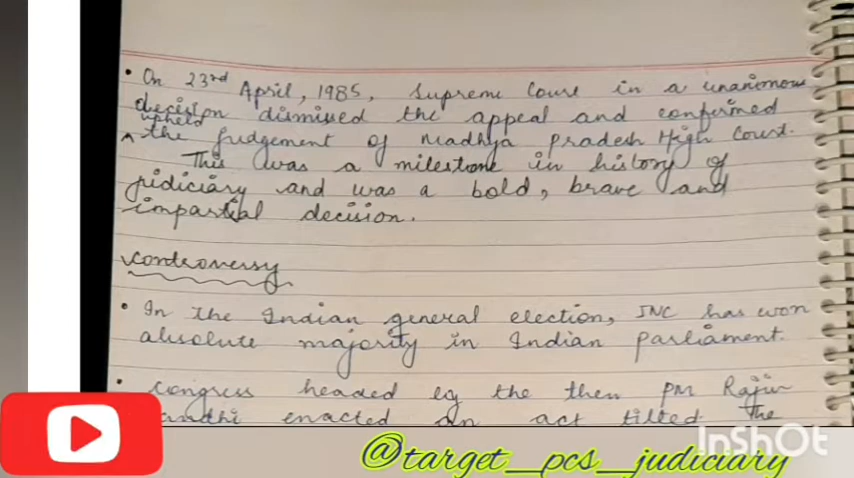 • On 23rd April, 1985, Supreme Court in a unanimous
decision dismissed the appeal and confirmed
upheld
^ the judgement of Madhya Pradesh High Court.
This was a milestone in history of
judiciary and was a bold, brave and
impartial decision.
Controversy
• In the Indian general election, INC has won
absolute majority in Indian parliament.
• Congress headed by the then PM Rajiv
Gandhi enacted an act titled The
InShOt
@target_pcs_judiciary